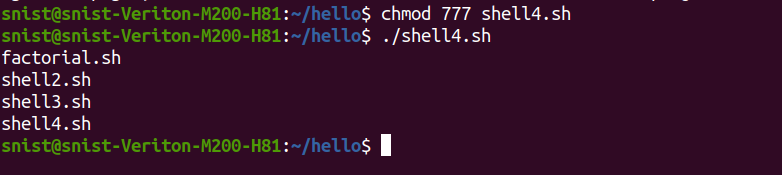 snist@snist-Veriton-M200-H81:~/hello$ chmod 777 shell4.sh
snist@snist-Veriton-M200-H81:~/hello$ ./shell4.sh
factorial.sh
shell2.sh
shell3.sh
shell4.sh
snist@snist-Veriton-M200-H81:~/hello$